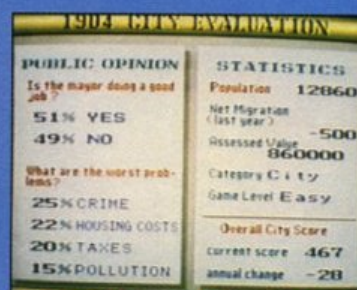 1904 CITY EVALUATION
PUBLIC OPINION
Is the mayor doing a good
job?
51% YES
49% NO
What are the worst prob-
lems?
25% CRIME
22% HOUSING COSTS
20% TAXES
15% POLLUTION
STATISTICS
Population 12860
Net Migration
(last year)
-500
Assessed Value
860000
Category City
Game Level Easy
Overall City Score
current score 467
annual change -28